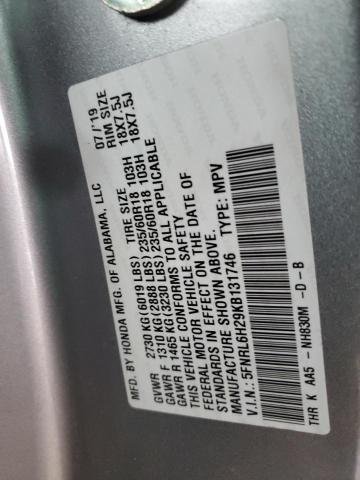 MFD. BY HONDA MFG. OF ALABAMA, LLC 07/'19
TIRE SIZE RIM SIZE
GVWR 2730 KG (6019 LBS)
GAWR F 1310 KG (2888 LBS) 235/60R18 103H 18X7.5J
GAWR R 1465 KG (3230 LBS) 235/60R18 103H 18X7.5J
THIS VEHICLE CONFORMS TO ALL APPLICABLE
FEDERAL MOTOR VEHICLE SAFETY
STANDARDS IN EFFECT ON THE DATE OF
MANUFACTURE SHOWN ABOVE.
V.I.N.: 5FNRL6H29KB131746 TYPE: MPV
THR K AA5 - NH830M -D -B